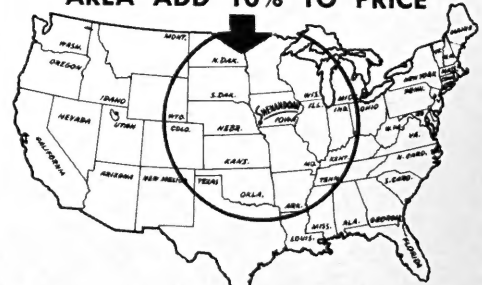 AREA ADD 10% TO PRICE
MONT.
N. DAK.
WASH.
OREGON
IDAHO
S. DAK.
WYO.
WIS.
MICH.
NEW YORK
MAINE
NEVADA
UTAH
COLO.
NEBR.
SHENANDOAH
IOWA
ILL.
IND.
OHIO
PENN.
CALIFORNIA
KANS.
MO.
KENT.
W. VA.
VA.
ARIZONA
NEW MEXICO
TEXAS
OKLA.
ARK.
TENN.
N. CARO.
S. CARO.
MISS.
ALA.
GEORGIA
LOUIS.
FLORIDA